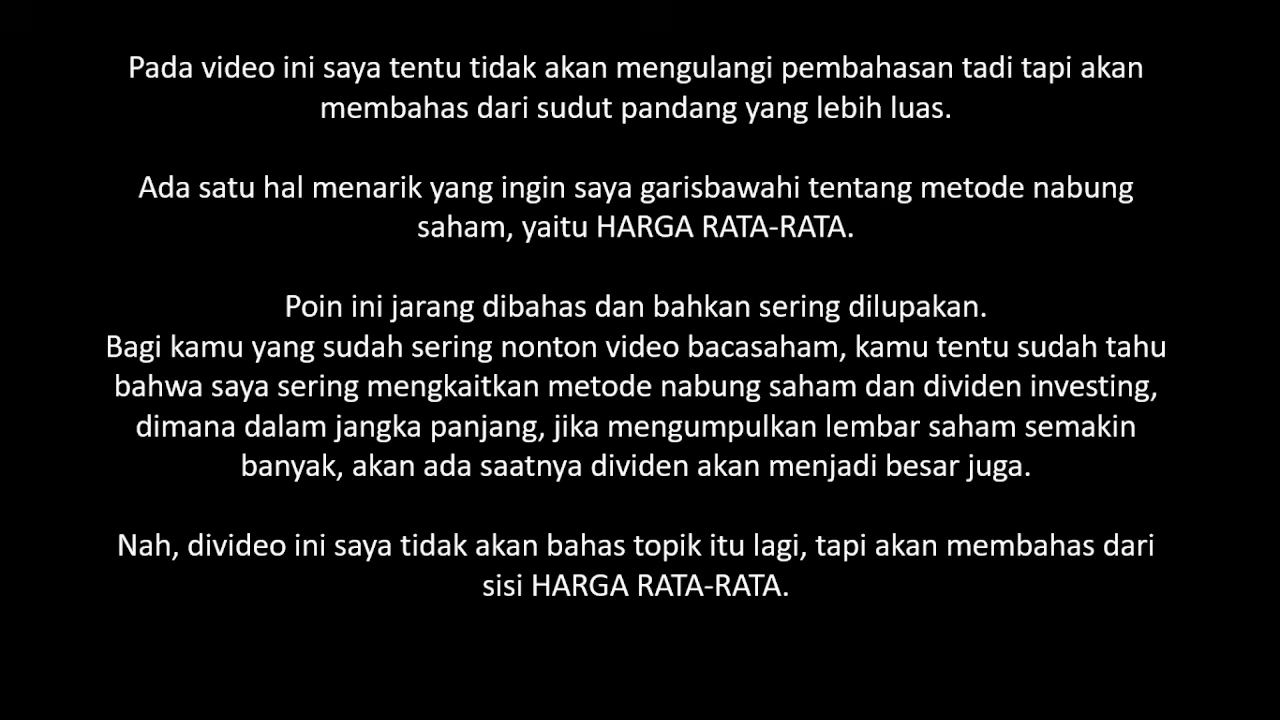 Pada video ini saya tentu tidak akan mengulangi pembahasan tadi tapi akan
membahas dari sudut pandang yang lebih luas.
Ada satu hal menarik yang ingin saya garisbawahi tentang metode nabung
saham, yaitu HARGA RATA-RATA.
Poin ini jarang dibahas dan bahkan sering dilupakan.
Bagi kamu yang sudah sering nonton video bacasaham, kamu tentu sudah tahu
bahwa saya sering mengkaitkan metode nabung saham dan dividen investing,
dimana dalam jangka panjang, jika mengumpulkan lembar saham semakin
banyak, akan ada saatnya dividen akan menjadi besar juga.
Nah, divideo ini saya tidak akan bahas topik itu lagi, tapi akan membahas dari
sisi HARGA RATA-RATA.